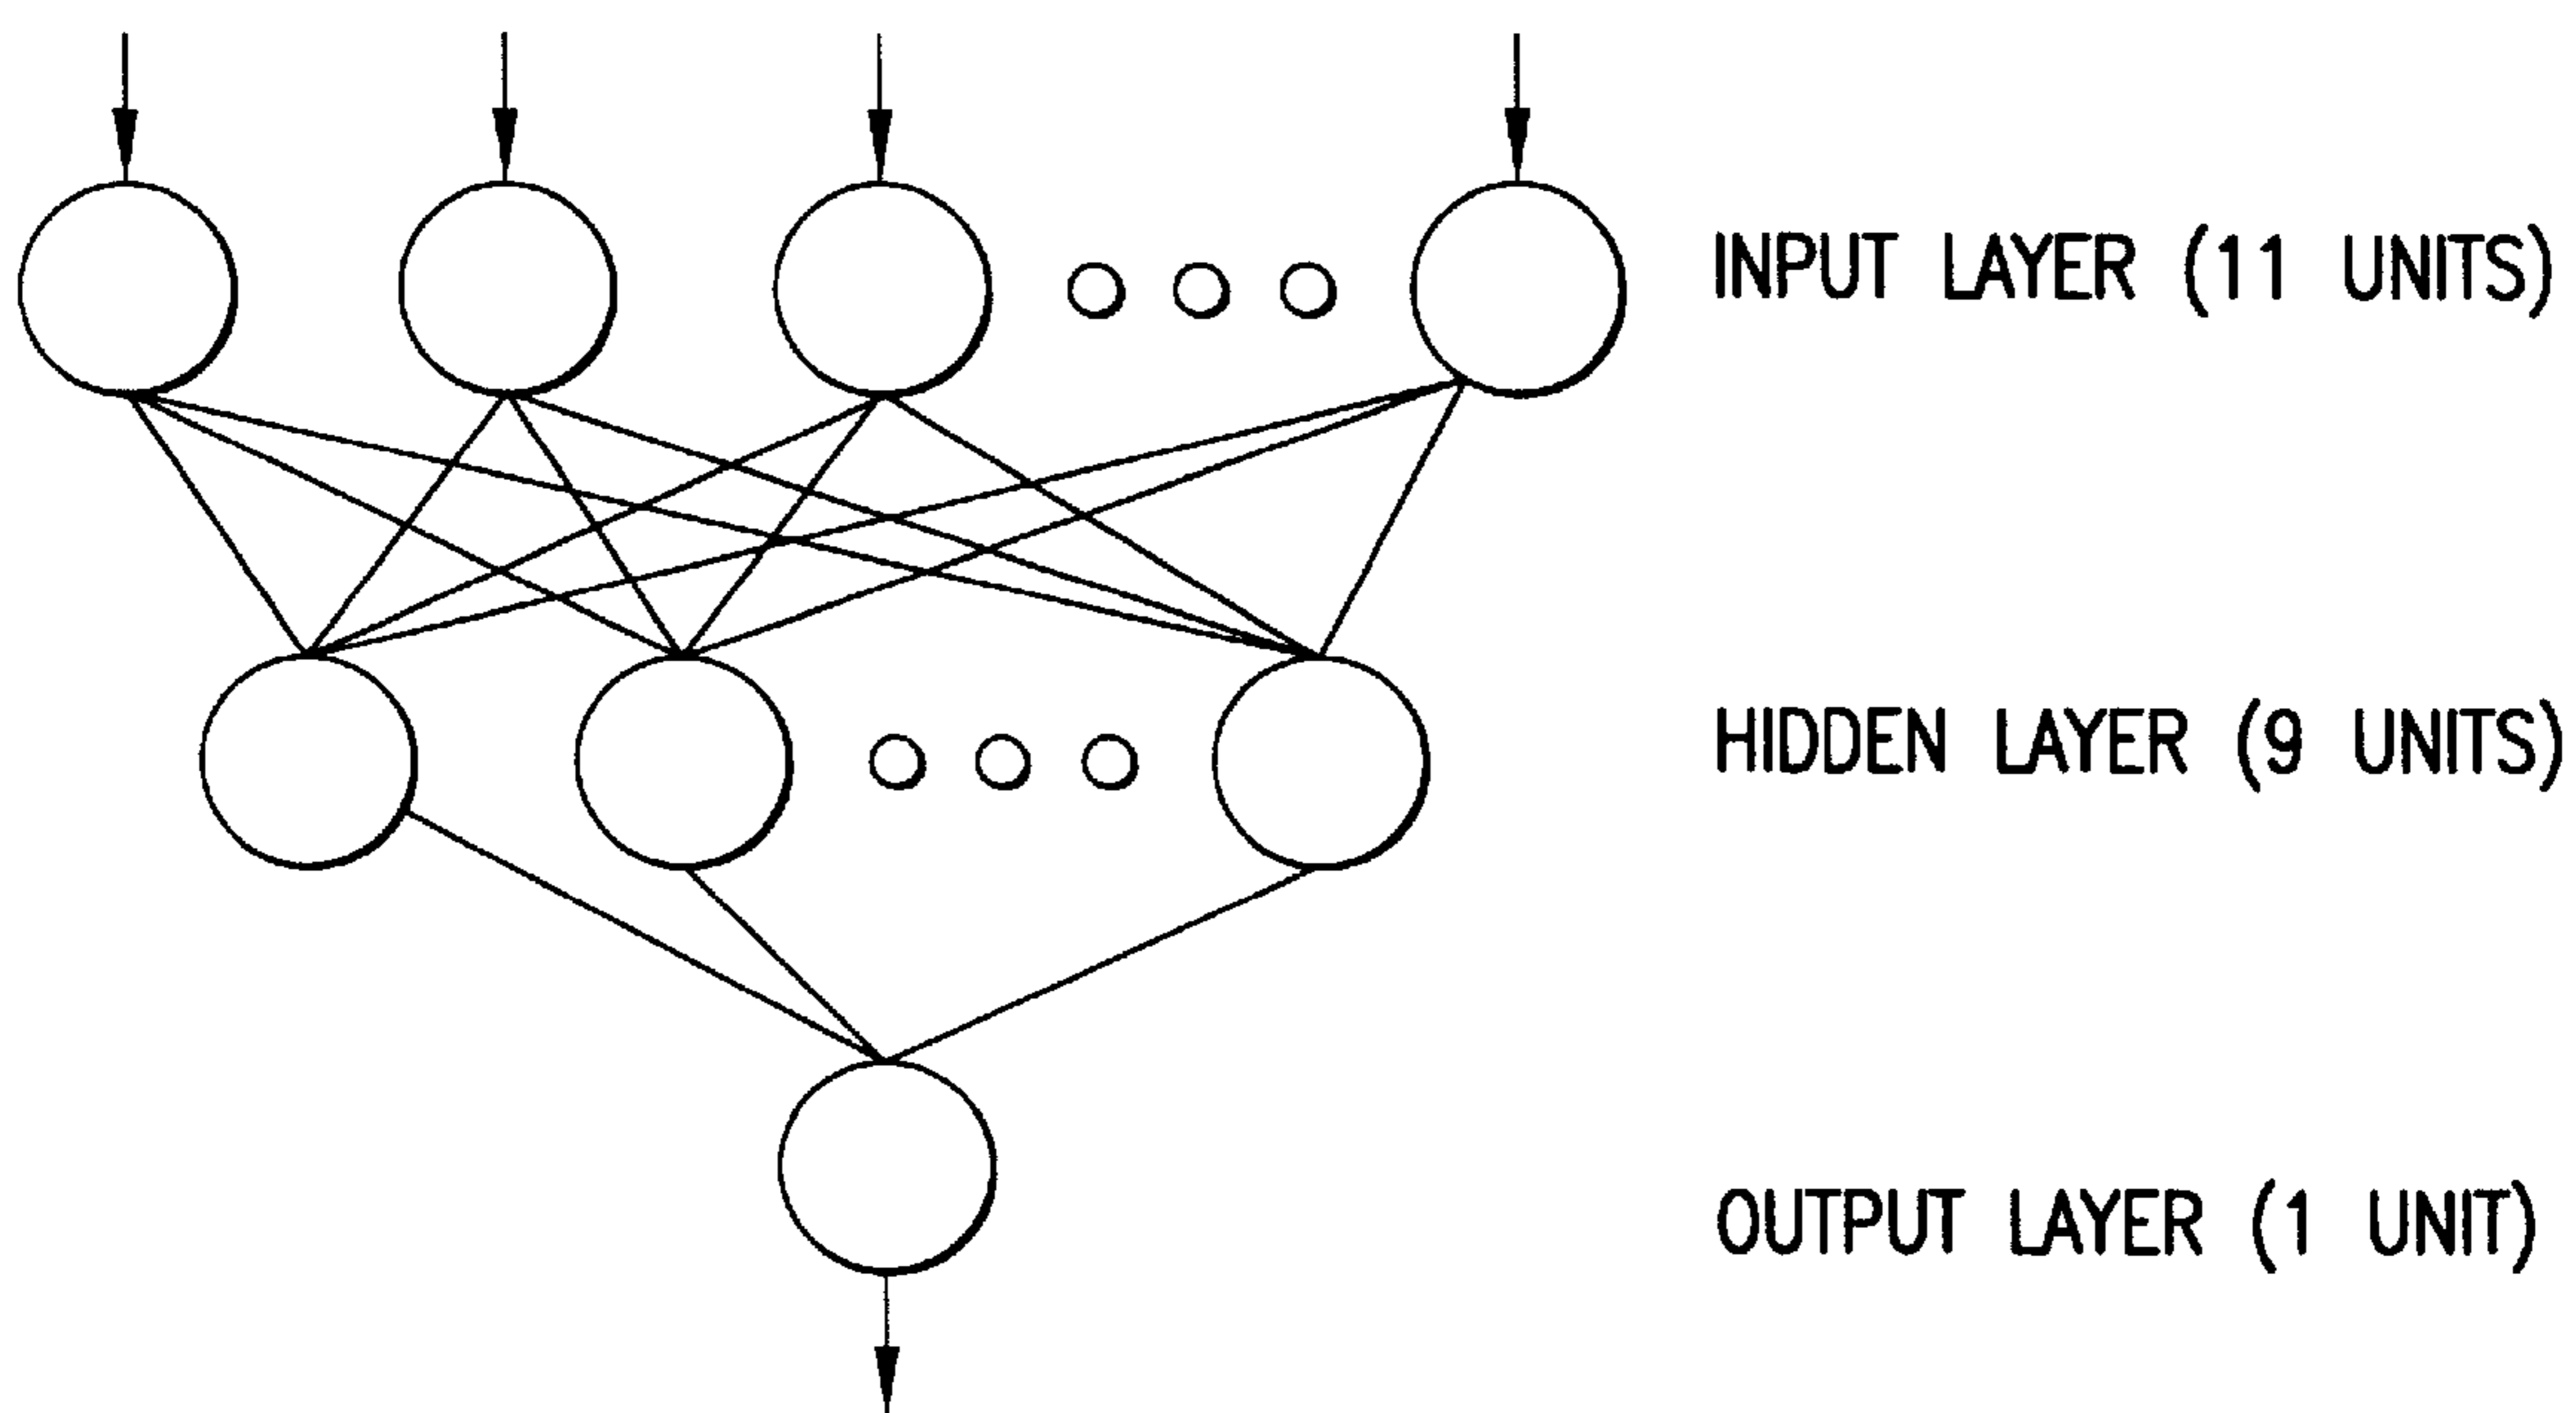 INPUT LAYER (11 UNITS)
HIDDEN LAYER (9 UNITS)
OUTPUT LAYER (1 UNIT)